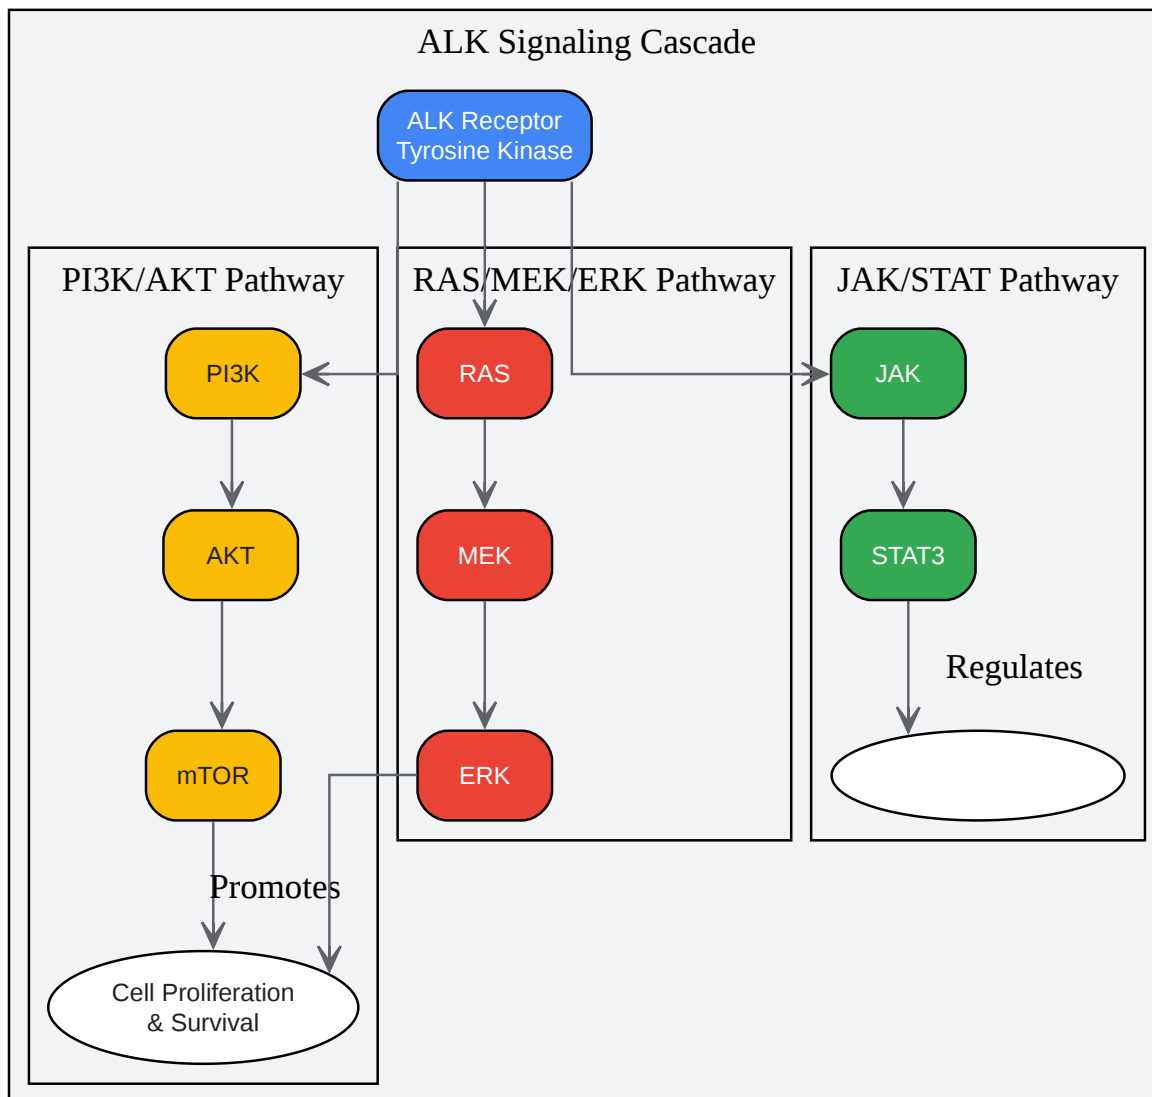 ALK Signaling Cascade
ALK Receptor
Tyrosine Kinase
PI3K/AKT Pathway
RAS/MEK/ERK Pathway
JAK/STAT Pathway
PI3K
RAS
JAK
AKT
MEK
STAT3
Regulates
mTOR
ERK
Promotes
Cell Proliferation
& Survival